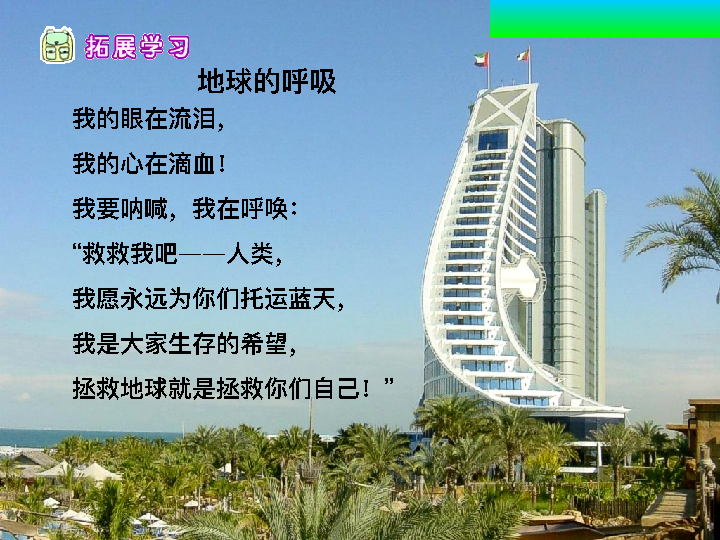 拓展学习
地球的呼吸
我的眼在流泪，
我的心在滴血！
我要呐喊，我在呼唤：
“救救我吧——人类，
我愿永远为你们托运蓝天，
我是大家生存的希望，
拯救地球就是拯救你们自己！”